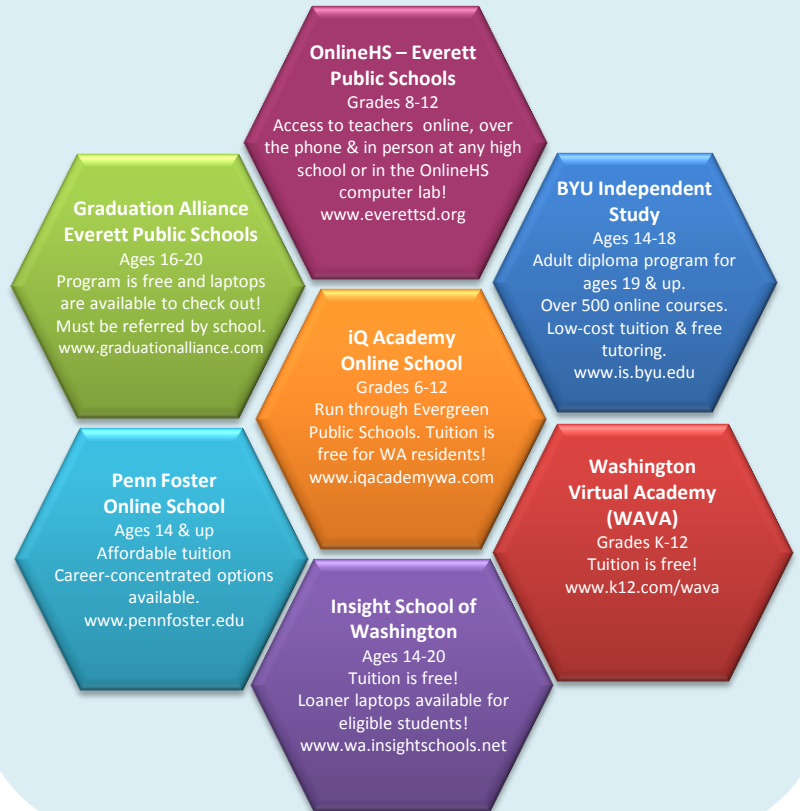 OnlineHS – Everett
Public Schools
Grades 8-12
Access to teachers online, over
the phone & in person at any high
school or in the OnlineHS
computer lab!
www.everettsd.org
Graduation Alliance
Everett Public Schools
Ages 16-20
Program is free and laptops
are available to check out!
Must be referred by school.
www.graduationalliance.com
BYU Independent
Study
Ages 14-18
Adult diploma program for
ages 19 & up.
Over 500 online courses.
Low-cost tuition & free
tutoring.
www.is.byu.edu
iQ Academy
Online School
Grades 6-12
Run through Evergreen
Public Schools. Tuition is
free for WA residents!
www.iqacademywa.com
Penn Foster
Online School
Ages 14 & up
Affordable tuition
Career-concentrated options
available.
www.pennfoster.edu
Washington
Virtual Academy
(WAVA)
Grades K-12
Tuition is free!
www.k12.com/wava
Insight School of
Washington
Ages 14-20
Tuition is free!
Loaner laptops available for
eligible students!
www.wa.insightschools.net